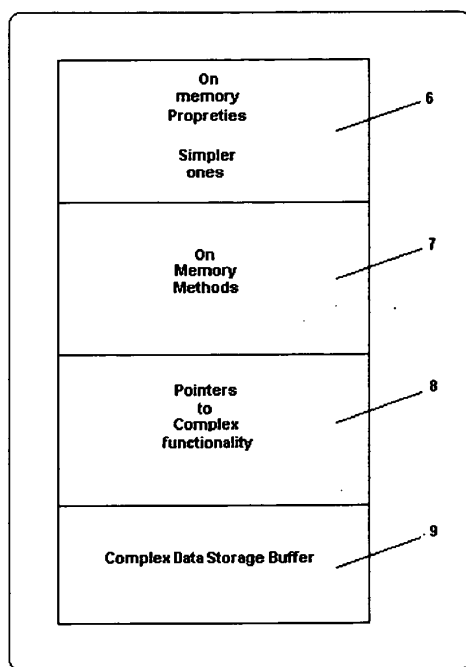 On
memory
Propreties
Simpler
ones
6
On
Memory
Methods
7
Pointers
to
Complex
functionality
8
Complex Data Storage Buffer
9